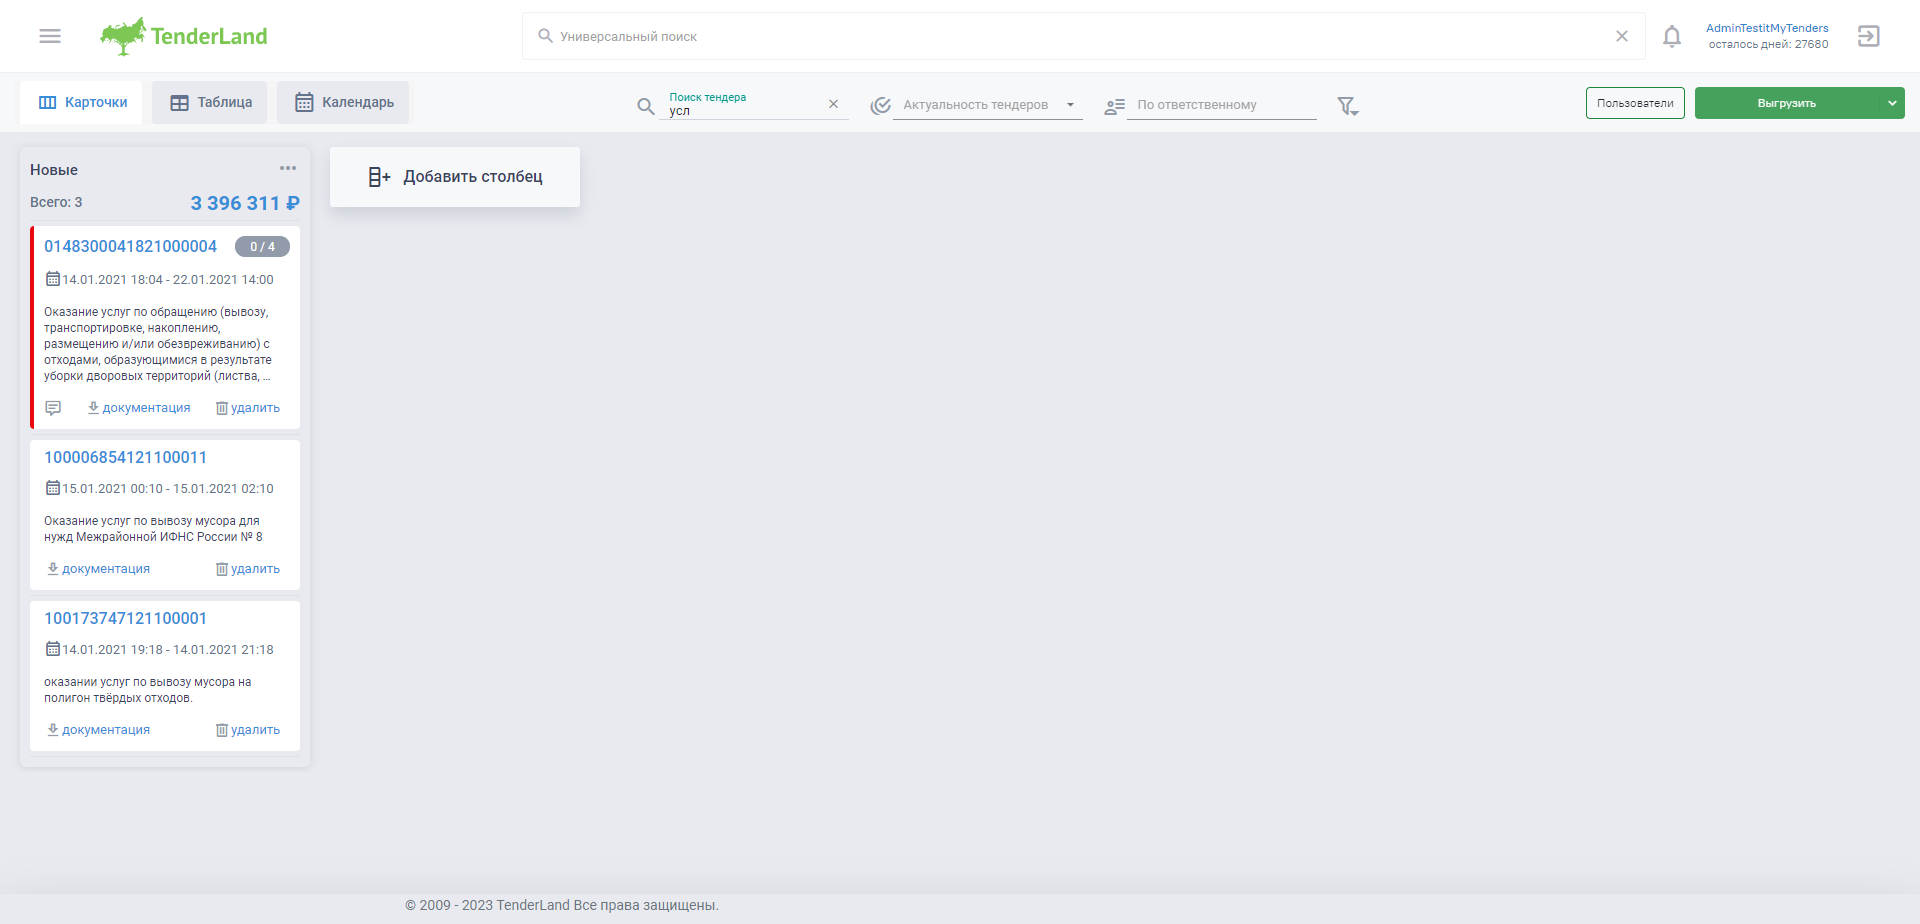 TenderLand
Универсальный поиск
AdminTestitMyTenders
осталось дней: 27680
Карточки
Таблица
Календарь
Поиск тендера
усл
Актуальность тендеров
По ответственному
Пользователи
Выгрузить
Новые
Всего: 3
3 396 311 ₽
Добавить столбец
0148300041821000004
0 / 4
14.01.2021 18:04 - 22.01.2021 14:00
Оказание услуг по обращению (вывозу,
транспортировке, накоплению,
размещению и/или обезвреживанию) с
отходами, образующимися в результате
уборки дворовых территорий (листва, ...
документация
удалить
100006854121100011
15.01.2021 00:10 - 15.01.2021 02:10
Оказание услуг по вывозу мусора для
нужд Межрайонной ИФНС России № 8
документация
удалить
100173747121100001
14.01.2021 19:18 - 14.01.2021 21:18
оказании услуг по вывозу мусора на
полигон твёрдых отходов.
документация
удалить
© 2009 - 2023 TenderLand Все права защищены.